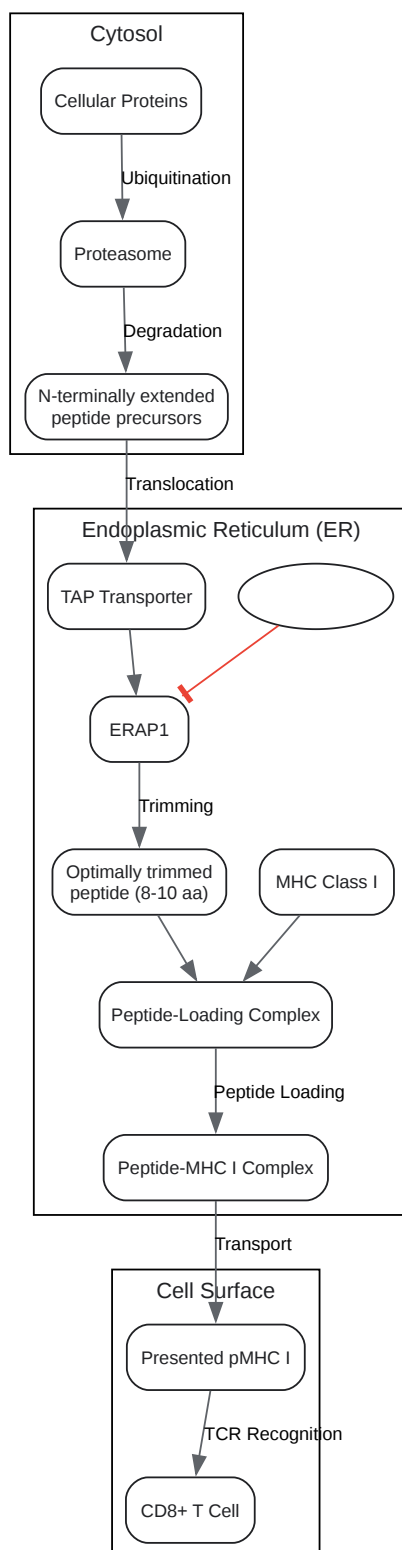 Cytosol
Cellular Proteins
Ubiquitination
Proteasome
Degradation
N-terminally extended
peptide precursors
Translocation
Endoplasmic Reticulum (ER)
TAP Transporter
ERAP1
Trimming
Optimally trimmed
peptide (8-10 aa)
MHC Class I
Peptide-Loading Complex
Peptide Loading
Peptide-MHC I Complex
Transport
Cell Surface
Presented pMHC I
TCR Recognition
CD8+ T Cell